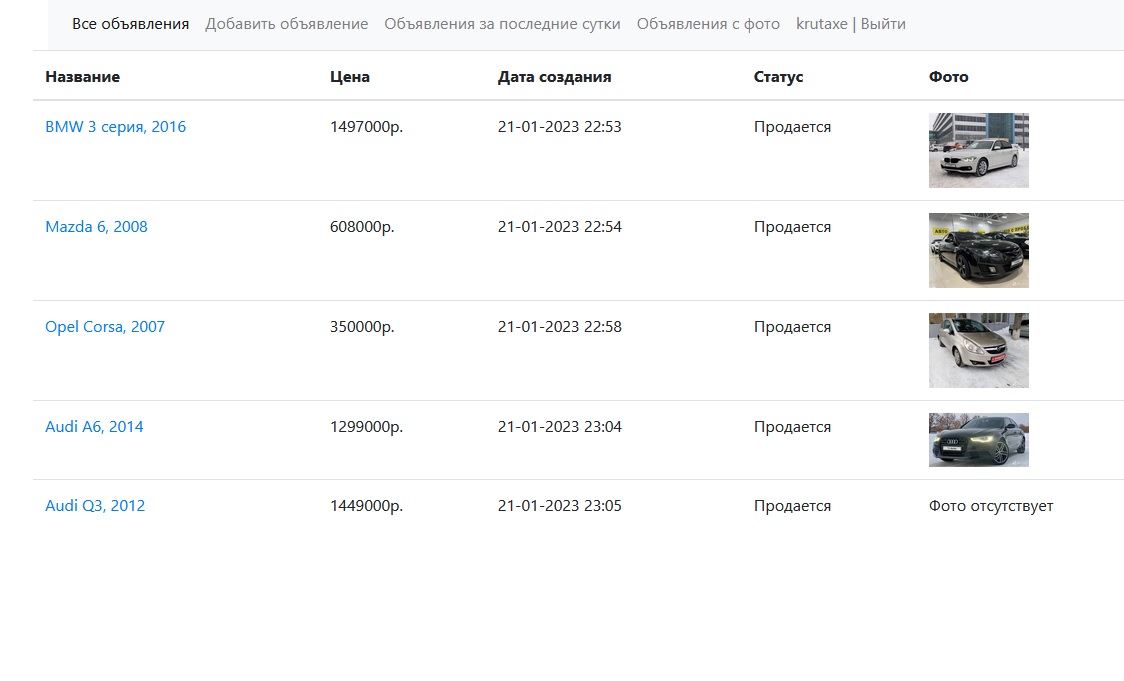 Все объявления Добавить объявление Объявления за последние сутки Объявления с фото krutaxe | Выйти
Название Цена Дата создания Статус Фото
BMW 3 серия, 2016 1497000р. 21-01-2023 22:53 Продается
Mazda 6, 2008 608000р. 21-01-2023 22:54 Продается
Opel Corsa, 2007 350000р. 21-01-2023 22:58 Продается
Audi A6, 2014 1299000р. 21-01-2023 23:04 Продается
Audi Q3, 2012 1449000р. 21-01-2023 23:05 Продается Фото отсутствует